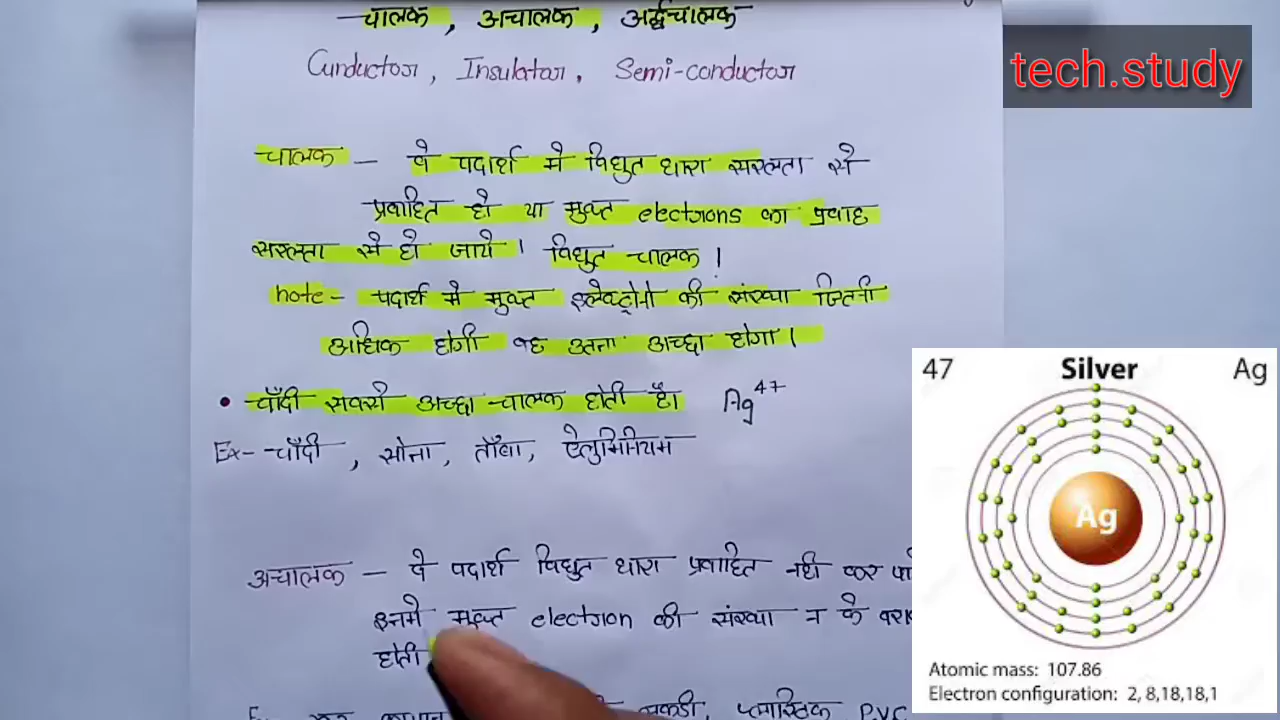 चालक, अचालक, अर्द्धचालक
Cunductor, Insulator, Semi-conductor
tech.study
चालक — वे पदार्थ मे विधुत धारा सरलता से
प्रवाहित हो या मुक्त electrons का प्रवाह
सरलता से हो जाये। विधुत चालक।
note- पदार्थ मे मुक्त इलेक्ट्रोनो की संख्या जितनी
अधिक होगी वह उतना अच्छा होगा।
• चाँदी सबसे अच्छा चालक होती है। Ag47
Ex- चाँदी, सोना, ताँबा, ऐलुमिनियम
अचालक — वे पदार्थ विधुत धारा प्रवाहित नही कर
इनमे मुक्त electron की संख्या न के
होती
लकडी, प्लास्टिक P.V.C
47 Silver Ag
Ag
Atomic mass: 107.86
Electron configuration: 2, 8,18,18,1